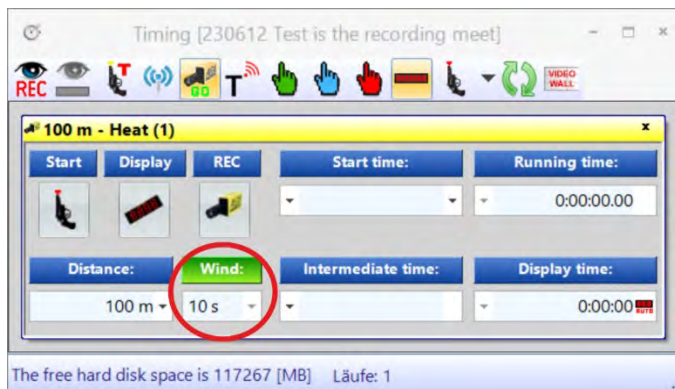 Timing [230612 Test is the recording meet]
REC T GO T VIDEO WALL
100 m - Heat (1) x
Start Display REC Start time: Running time:
0:00:00.00
Distance: Wind: Intermediate time: Display time:
100 m 10 s 0:00:00 AUTO
The free hard disk space is 117267 [MB] Läufe: 1